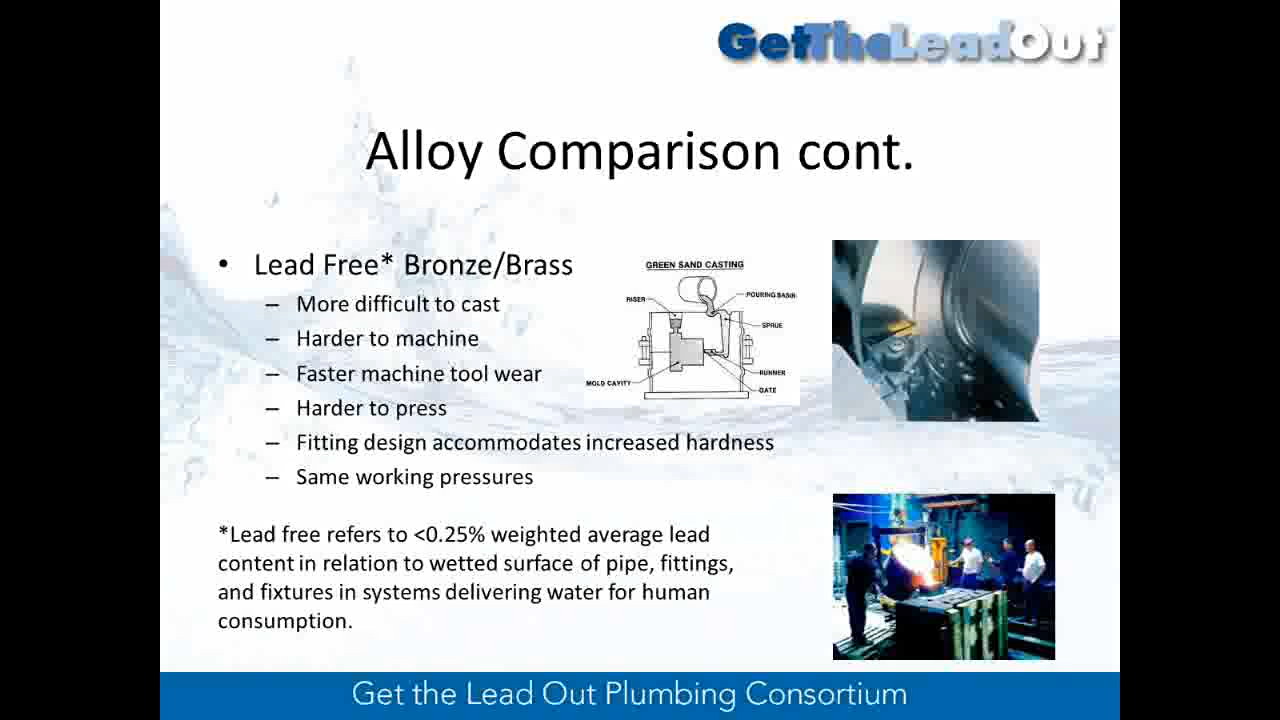 GetTheLeadOut
Alloy Comparison cont.
• Lead Free* Bronze/Brass
– More difficult to cast
– Harder to machine
– Faster machine tool wear
– Harder to press
– Fitting design accommodates increased hardness
– Same working pressures
GREEN SAND CASTING
RISER
POURING BASIN
SPRUE
MOLD CAVITY
RUNNER
GATE
*Lead free refers to <0.25% weighted average lead
content in relation to wetted surface of pipe, fittings,
and fixtures in systems delivering water for human
consumption.
Get the Lead Out Plumbing Consortium